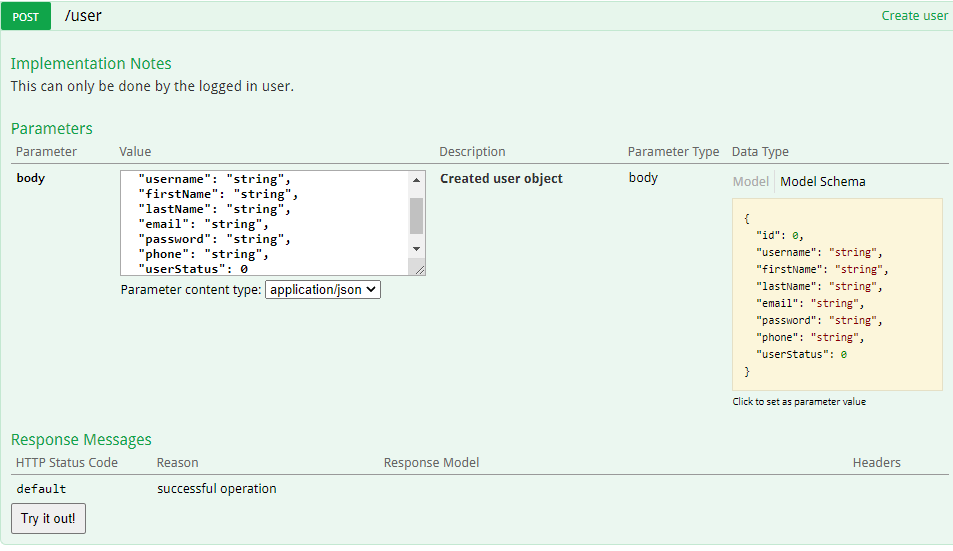 POST /user Create user
Implementation Notes
This can only be done by the logged in user.
Parameters
Parameter Value Description Parameter Type Data Type
body
"username": "string",
"firstName": "string",
"lastName": "string",
"email": "string",
"password": "string",
"phone": "string",
"userStatus": 0
Parameter content type: application/json
Created user object
body
Model Model Schema
{
"id": 0,
"username": "string",
"firstName": "string",
"lastName": "string",
"email": "string",
"password": "string",
"phone": "string",
"userStatus": 0
}
Click to set as parameter value
Response Messages
HTTP Status Code Reason Response Model Headers
default successful operation
Try it out!